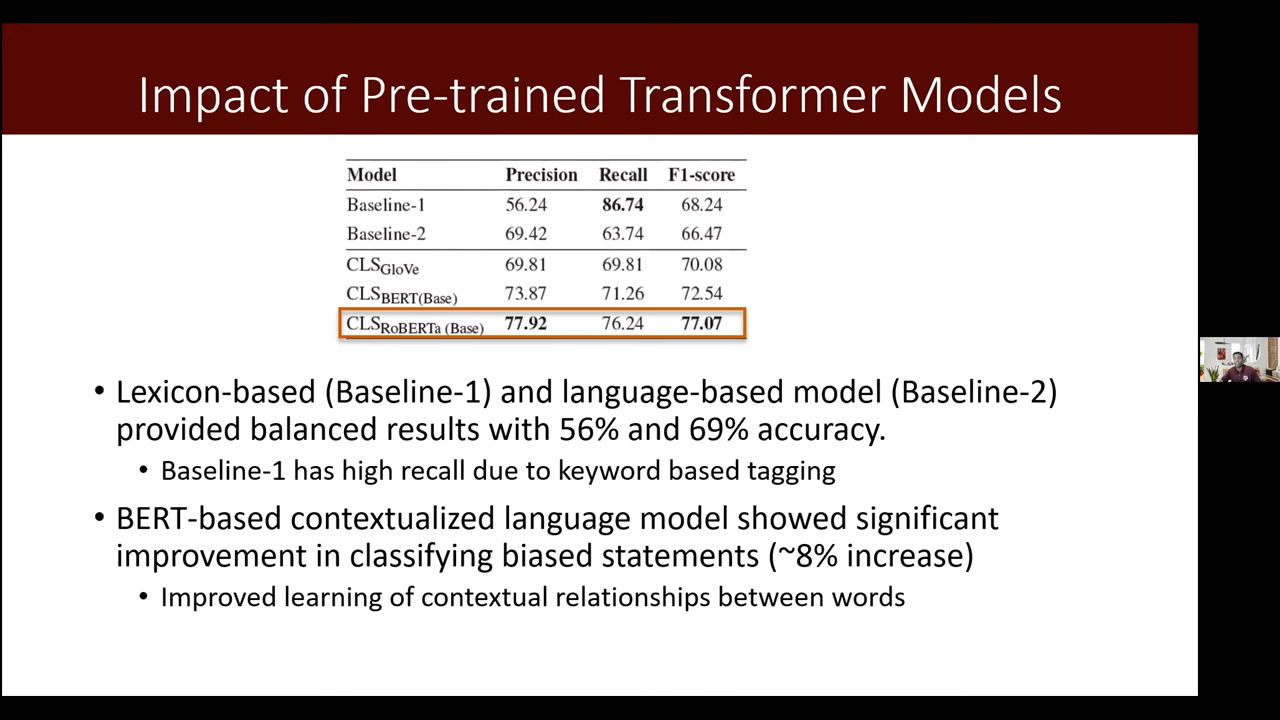 Impact of Pre-trained Transformer Models
Model Precision Recall F1-score
Baseline-1 56.24 86.74 68.24
Baseline-2 69.42 63.74 66.47
CLSGloVe 69.81 69.81 70.08
CLSBERT(Base) 73.87 71.26 72.54
CLSRoBERTa (Base) 77.92 76.24 77.07
• Lexicon-based (Baseline-1) and language-based model (Baseline-2)
provided balanced results with 56% and 69% accuracy.
• Baseline-1 has high recall due to keyword based tagging
• BERT-based contextualized language model showed significant
improvement in classifying biased statements (~8% increase)
• Improved learning of contextual relationships between words